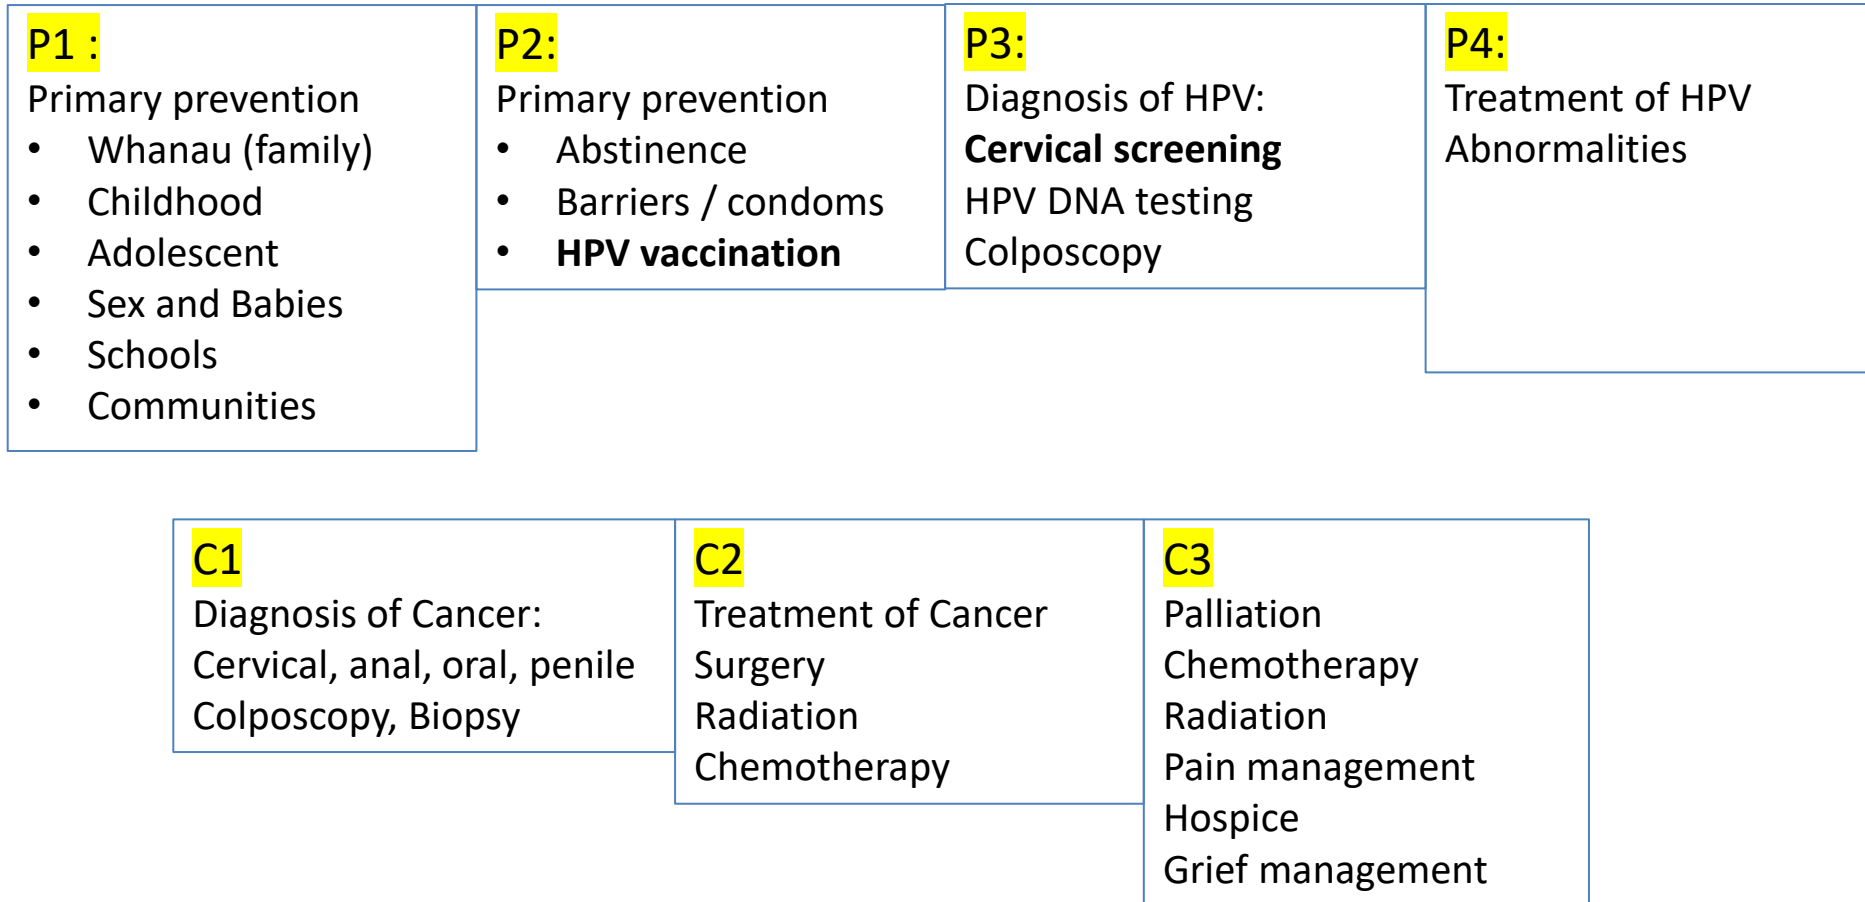 P1 :
Primary prevention
• Whanau (family)
• Childhood
• Adolescent
• Sex and Babies
• Schools
• Communities
P2:
Primary prevention
• Abstinence
• Barriers / condoms
• HPV vaccination
P3:
Diagnosis of HPV:
Cervical screening
HPV DNA testing
Colposcopy
P4:
Treatment of HPV
Abnormalities
C1
Diagnosis of Cancer:
Cervical, anal, oral, penile
Colposcopy, Biopsy
C2
Treatment of Cancer
Surgery
Radiation
Chemotherapy
C3
Palliation
Chemotherapy
Radiation
Pain management
Hospice
Grief management